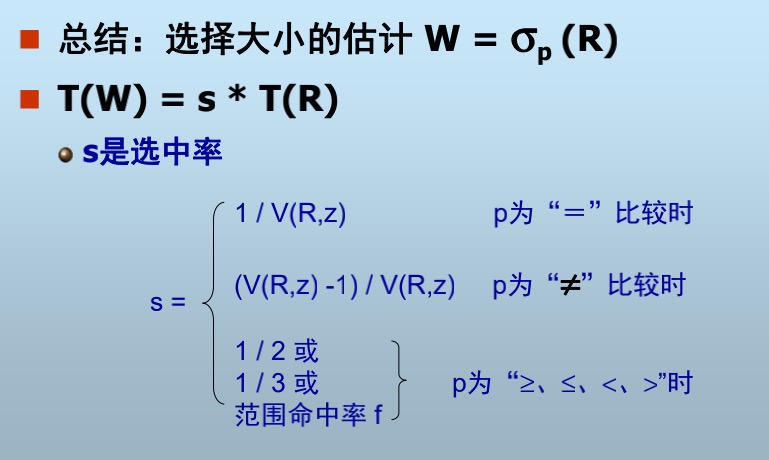 总结：选择大小的估计 W = σp (R)
T(W) = s * T(R)
s是选中率
1 / V(R,z) p为“＝”比较时
(V(R,z) -1) / V(R,z) p为“≠”比较时
s =
1 / 2 或
1 / 3 或 p为“≥、≤、<、>”时
范围命中率 f